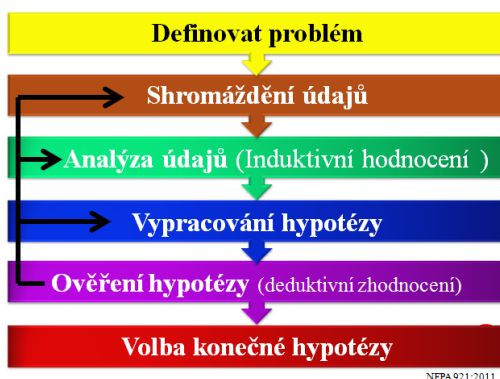 Definovat problém
Shromáždění údajů
Analýza údajů (Induktivní hodnocení )
Vypracování hypotézy
Ověření hypotézy (deduktivní zhodnocení)
Volba konečné hypotézy
NFPA 921:2011